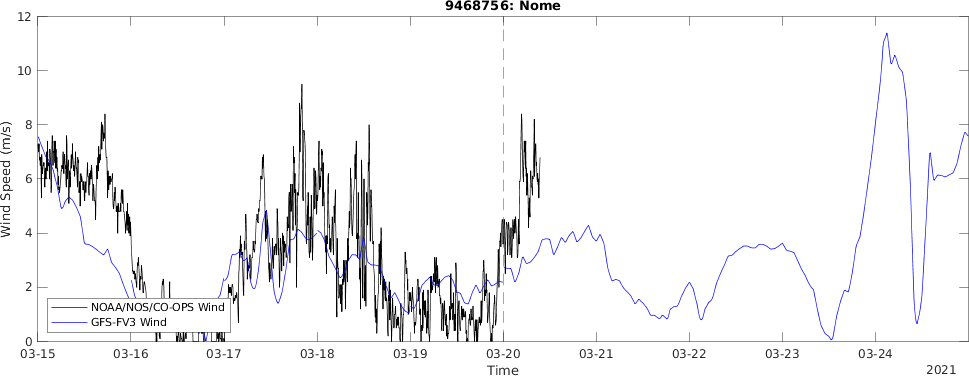 9468756: Nome
12
10
8
6
4
2
0
Wind Speed (m/s)
NOAA/NOS/CO-OPS Wind
GFS-FV3 Wind
03-15 03-16 03-17 03-18 03-19 03-20 03-21 03-22 03-23 03-24
Time
2021